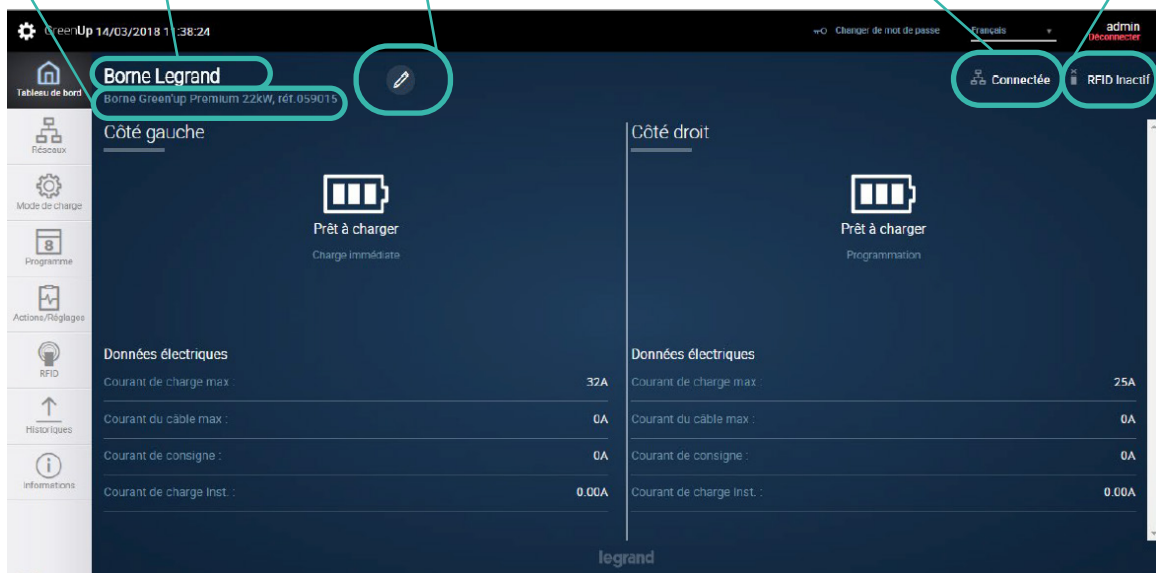 GreenUp 14/03/2018 11:38:24
Changer de mot de passe
Français
admin
Déconnecter
Tableau de bord
Borne Legrand
Borne Green'up Premium 22kW, réf.059015
Connectée
RFID Inactif
Réseaux
Mode de charge
8
Programme
Actions/Réglages
RFID
Historiques
Informations
Côté gauche
Prêt à charger
Charge immédiate
Données électriques
Courant de charge max : 32A
Courant du câble max : 0A
Courant de consigne : 0A
Courant de charge Inst. : 0.00A
Côté droit
Prêt à charger
Programmation
Données électriques
Courant de charge max : 25A
Courant du câble max : 0A
Courant de consigne : 0A
Courant de charge Inst. : 0.00A
legrand